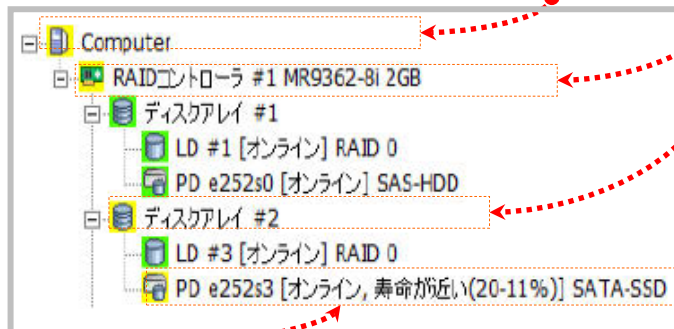 Computer
RAIDコントローラ #1 MR9362-8i 2GB
ディスクアレイ #1
LD #1 [オンライン] RAID 0
PD e252s0 [オンライン] SAS-HDD
ディスクアレイ #2
LD #3 [オンライン] RAID 0
PD e252s3 [オンライン, 寿命が近い(20-11%)] SATA-SSD